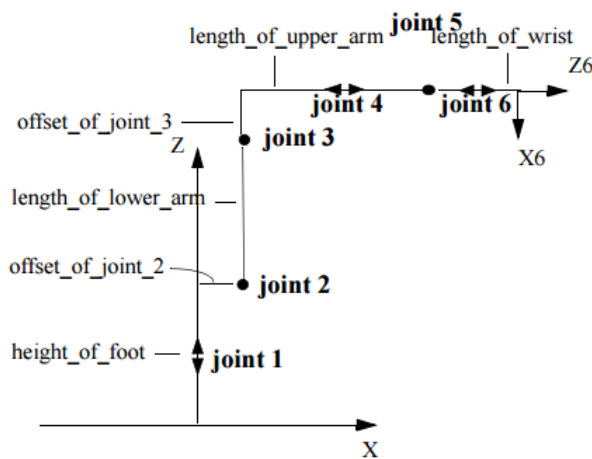 length_of_upper_arm joint 5 length_of_wrist
Z6
joint 4 joint 6
offset_of_joint_3
Z joint 3
X6
length_of_lower_arm
offset_of_joint_2
joint 2
height_of_foot joint 1
X